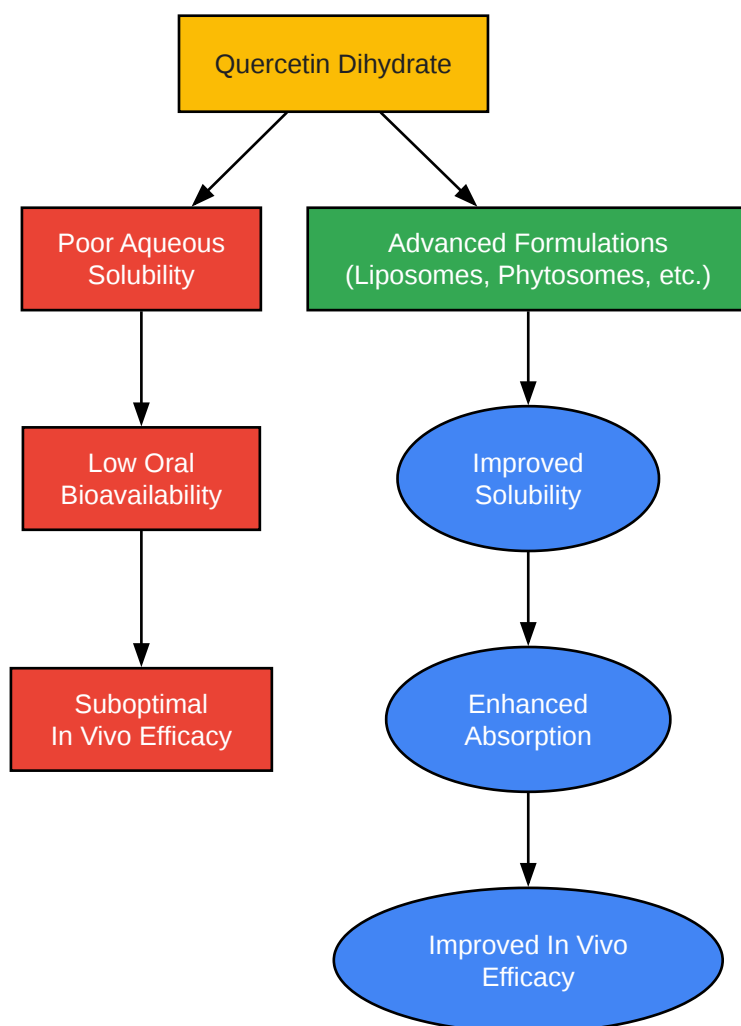 Quercetin Dihydrate
Poor Aqueous
Solubility
Advanced Formulations
(Liposomes, Phytosomes, etc.)
Low Oral
Bioavailability
Improved
Solubility
Suboptimal
In Vivo Efficacy
Enhanced
Absorption
Improved In Vivo
Efficacy